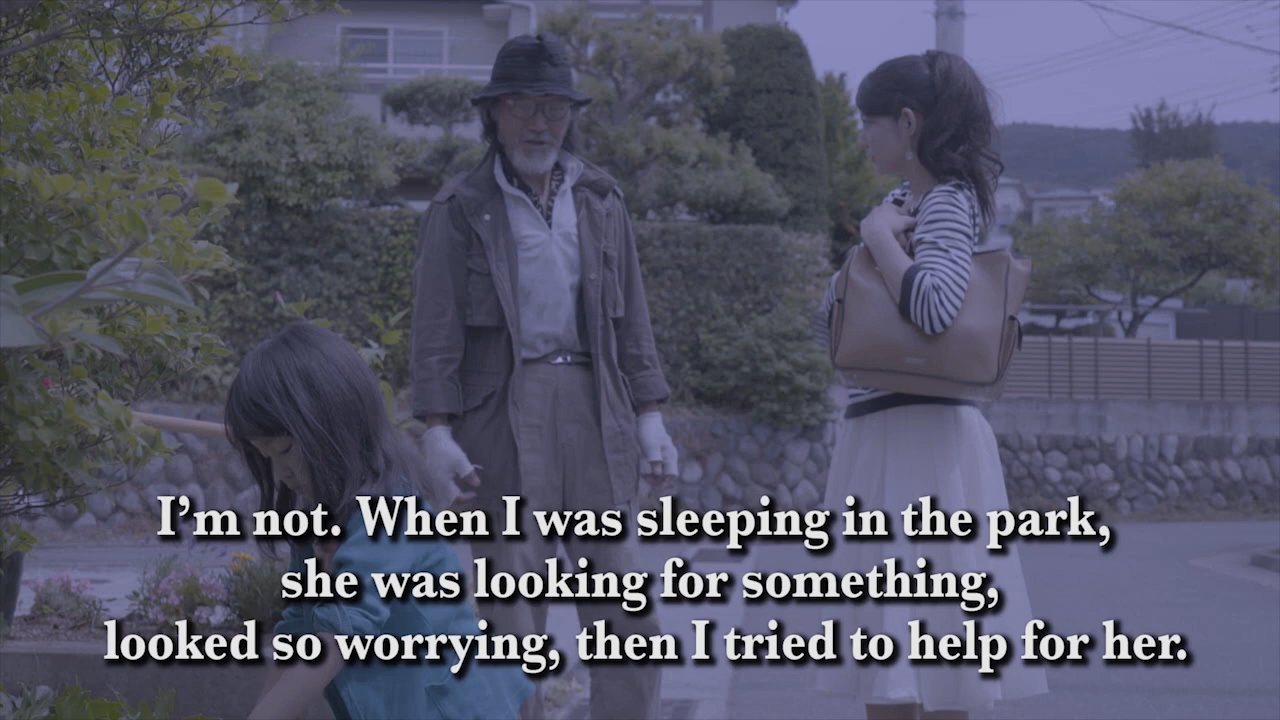 I’m not. When I was sleeping in the park,
she was looking for something,
looked so worrying, then I tried to help for her.